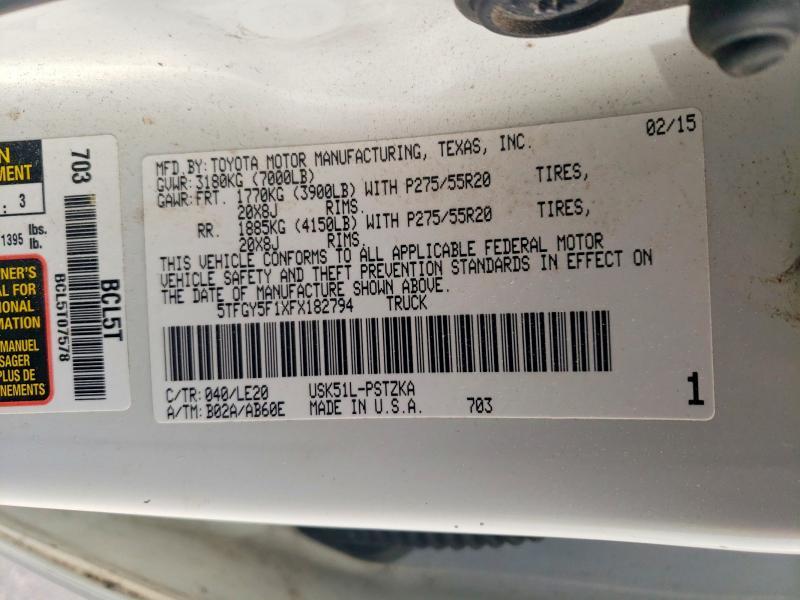 N
EMENT
: 3
1395 lbs.
lb.
NER'S
AL FOR
IONAL
MATION
MANUEL
SAGER
PLUS DE
NEMENTS
703
BCL5T
BCL5T07578
02/15
MFD.BY:TOYOTA MOTOR MANUFACTURING, TEXAS, INC.
GVWR:3180KG (7000LB)
GAWR:FRT. 1770KG (3900LB) WITH P275/55R20 TIRES,
20X8J RIMS.
RR. 1885KG (4150LB) WITH P275/55R20 TIRES,
20X8J RIMS.
THIS VEHICLE CONFORMS TO ALL APPLICABLE FEDERAL MOTOR
VEHICLE SAFETY AND THEFT PREVENTION STANDARDS IN EFFECT ON
THE DATE OF MANUFACTURE SHOWN ABOVE.
5TFGY5F1XFX182794 TRUCK
C/TR:040/LE20 USK51L-PSTZKA
A/TM:B02A/AB60E MADE IN U.S.A. 703
1